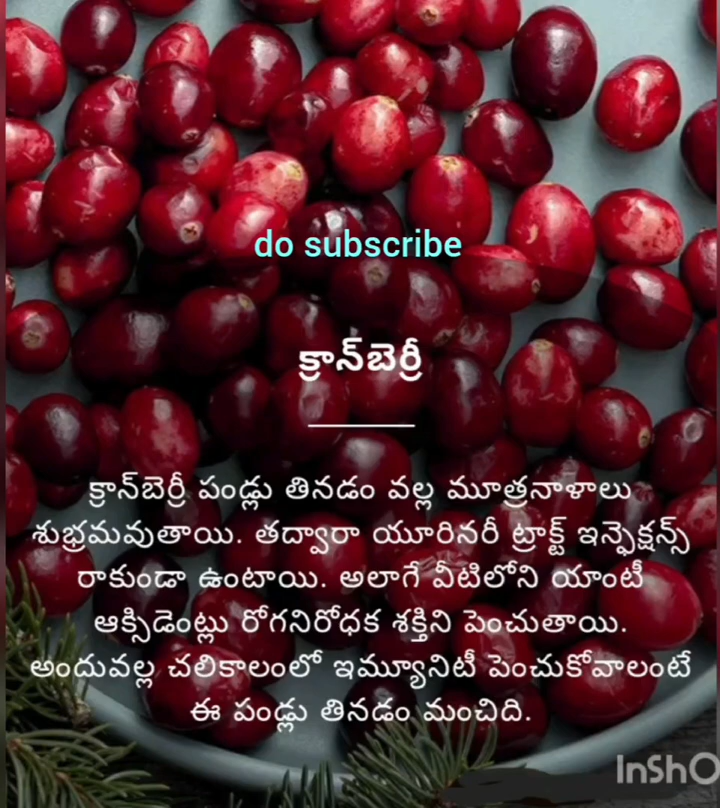 do subscribe
క్రాన్‌బెర్రీ
క్రాన్‌బెర్రీ పండ్లు తినడం వల్ల మూత్రనాళాలు
శుభ్రమవుతాయి. తద్వారా యూరినరీ ట్రాక్ట్ ఇన్ఫెక్షన్స్
రాకుండా ఉంటాయి. అలాగే వీటిలోని యాంటీ
ఆక్సిడెంట్లు రోగనిరోధక శక్తిని పెంచుతాయి.
అందువల్ల చలికాలంలో ఇమ్యూనిటీ పెంచుకోవాలంటే
ఈ పండ్లు తినడం మంచిది.
InShO